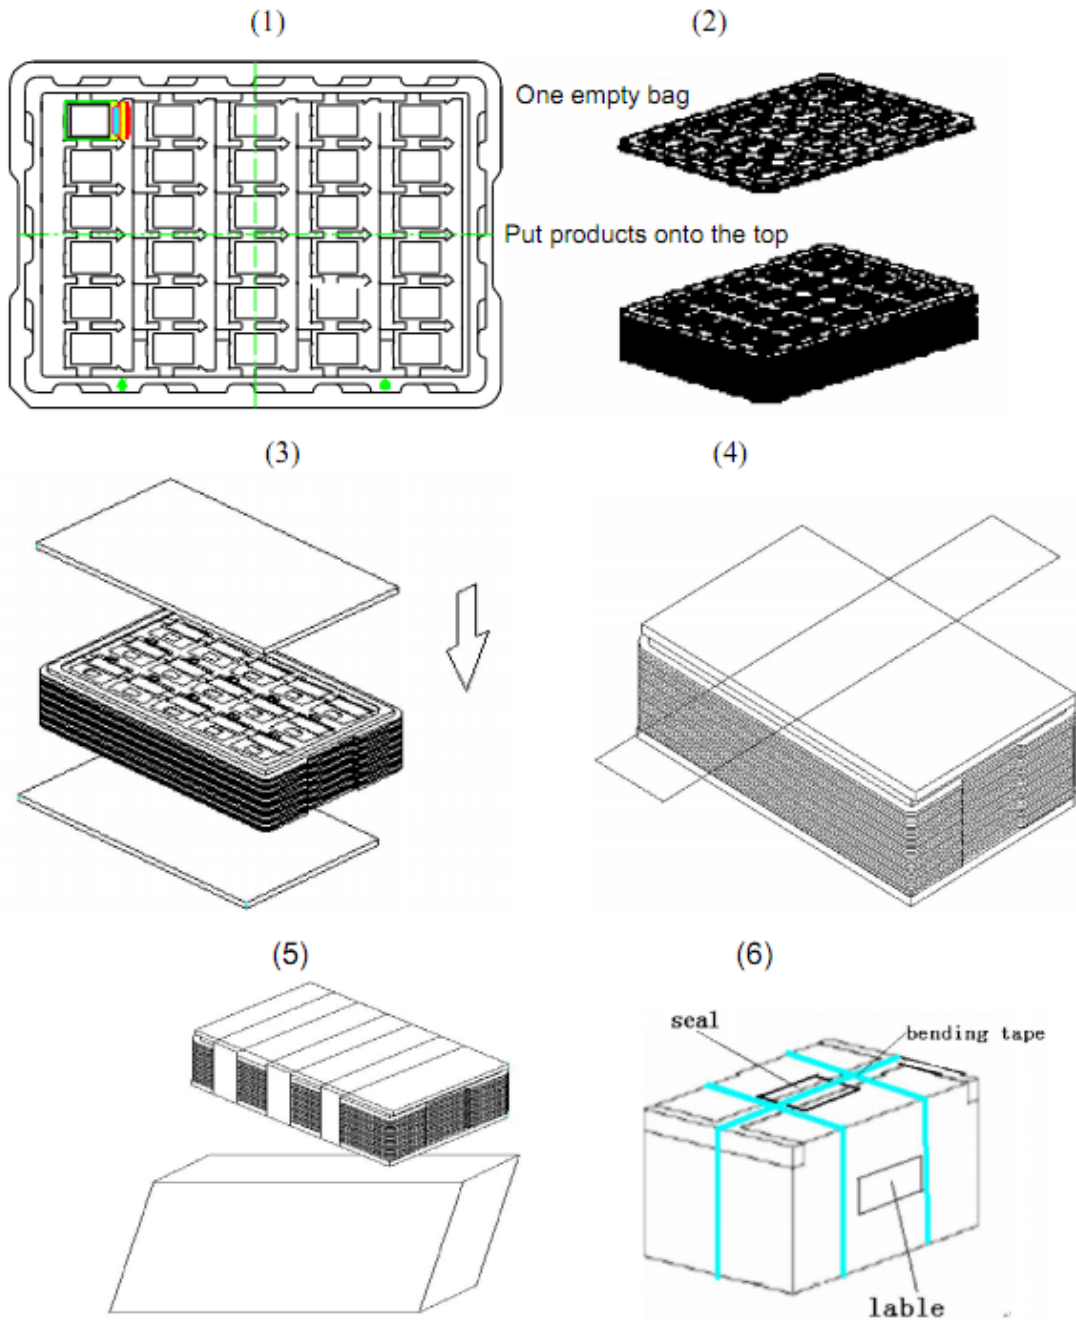 (1)
(2)
One empty bag
Put products onto the top
(3)
(4)
(5)
(6)
seal
bending tape
lable